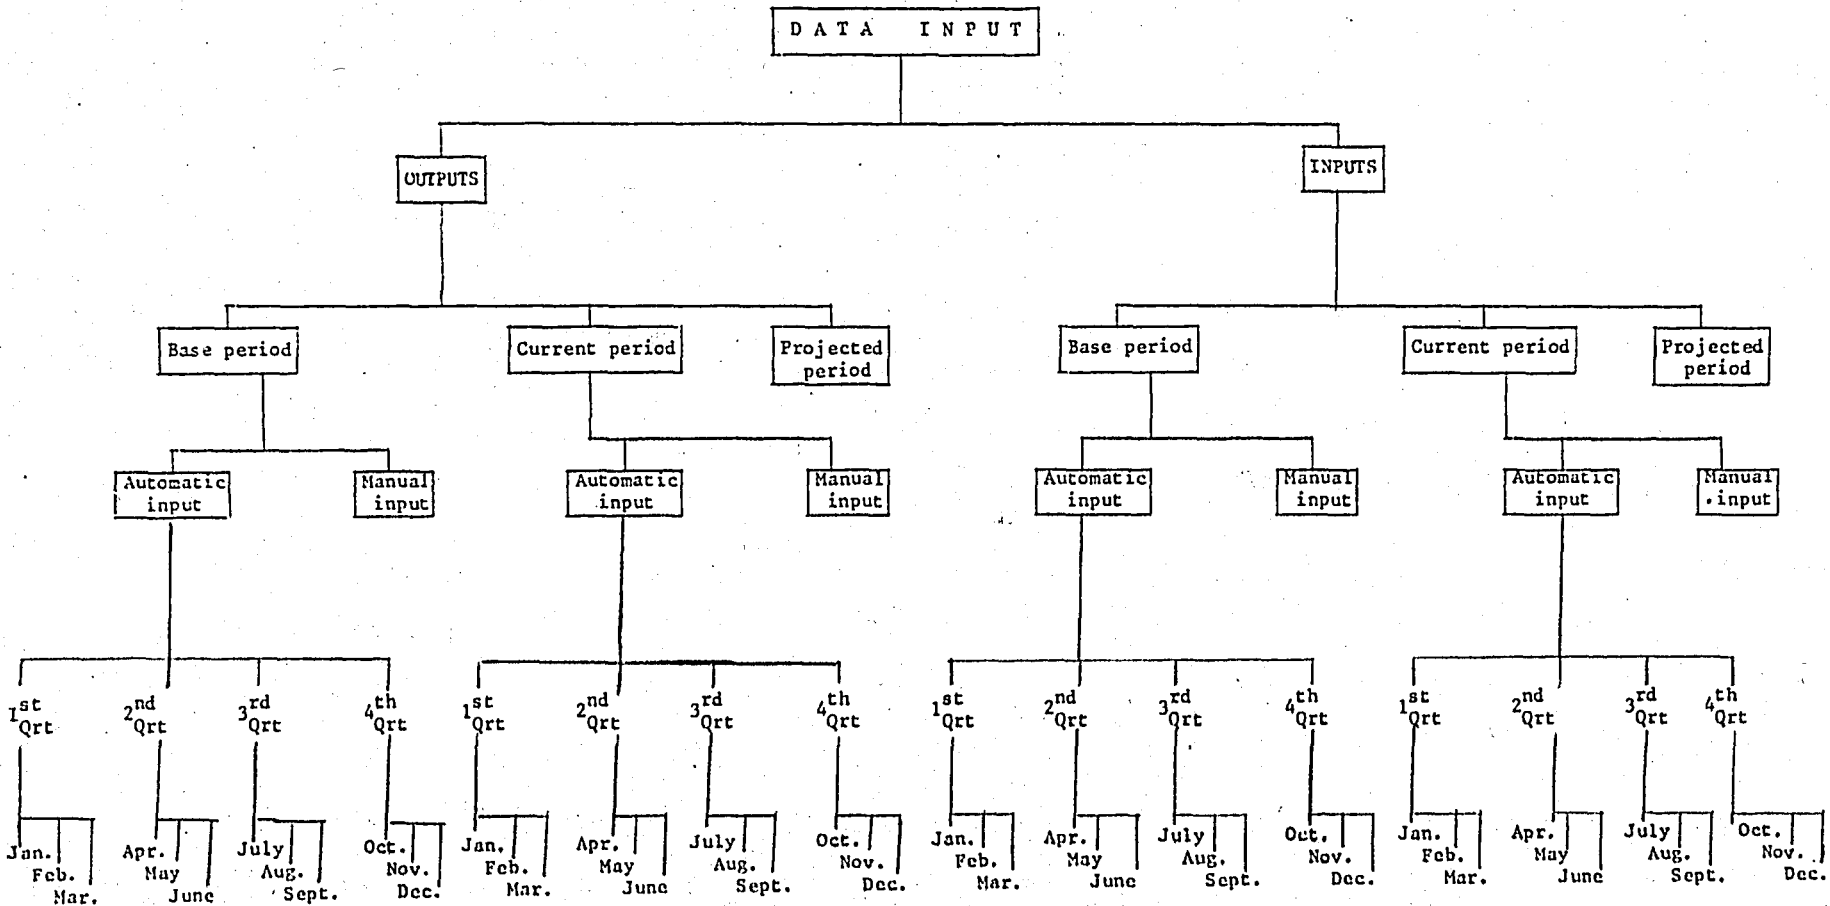 DATA INPUT
OUTPUTS INPUTS
Base period Current period Projected period Base period Current period Projected period
Automatic input Manual input Automatic input Manual input Automatic input Manual input Automatic input Manual input
1st Qrt 2nd Qrt 3rd Qrt 4th Qrt 1st Qrt 2nd Qrt 3rd Qrt 4th Qrt 1st Qrt 2nd Qrt 3rd Qrt 4th Qrt 1st Qrt 2nd Qrt 3rd Qrt 4th Qrt
Jan. Apr. July Oct. Jan. Apr. July Oct. Jan. Apr. July Oct. Jan. Apr. July Oct.
Feb. May Aug. Nov. Feb. May Aug. Nov. Feb. May Aug. Nov. Feb. May Aug. Nov.
Mar. June Sept. Dec. Mar. June Sept. Dec. Mar. June Sept. Dec. Mar. June Sept. Dec.